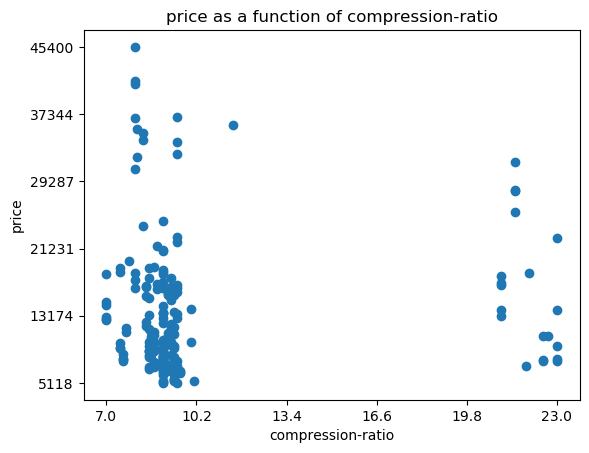 price as a function of compression-ratio
45400
37344
29287
21231
13174
5118
price
7.0 10.2 13.4 16.6 19.8 23.0
compression-ratio